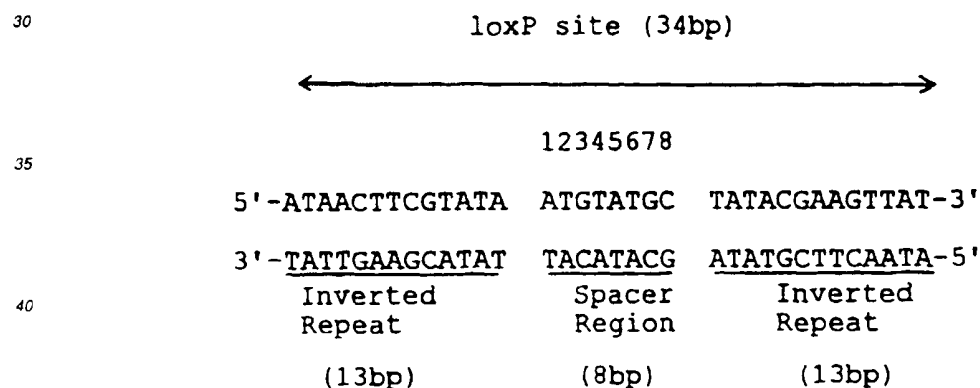 30
loxP site (34bp)
12345678
35
5'-ATAACTTCGTATA ATGTATGC TATACGAAGTTAT-3'
3'-TATTGAAGCATAT TACATACG ATATGCTTCAATA-5'
Inverted Repeat
Spacer Region
Inverted Repeat
40
(13bp) (8bp) (13bp)